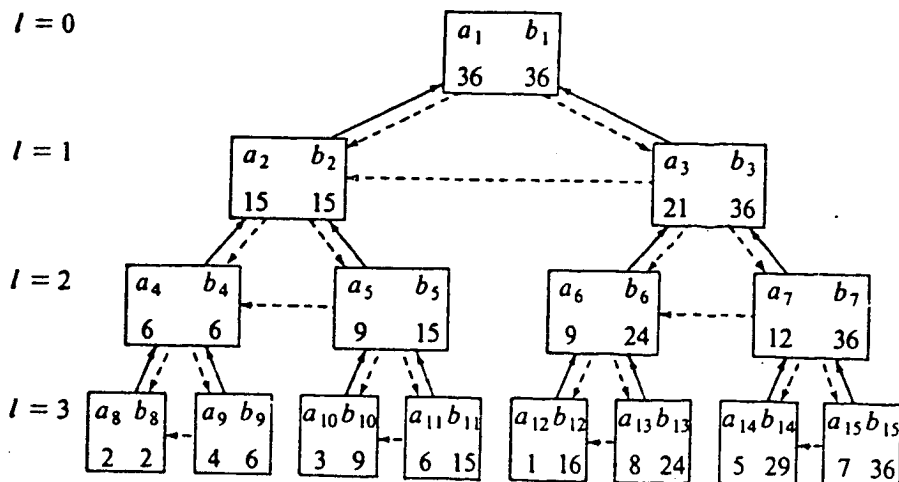 l = 0
a₁ b₁
36 36
l = 1
a₂ b₂
15 15
a₃ b₃
21 36
l = 2
a₄ b₄
6 6
a₅ b₅
9 15
a₆ b₆
9 24
a₇ b₇
12 36
l = 3
a₈ b₈
2 2
a₉ b₉
4 6
a₁₀ b₁₀
3 9
a₁₁ b₁₁
6 15
a₁₂ b₁₂
1 16
a₁₃ b₁₃
8 24
a₁₄ b₁₄
5 29
a₁₅ b₁₅
7 36